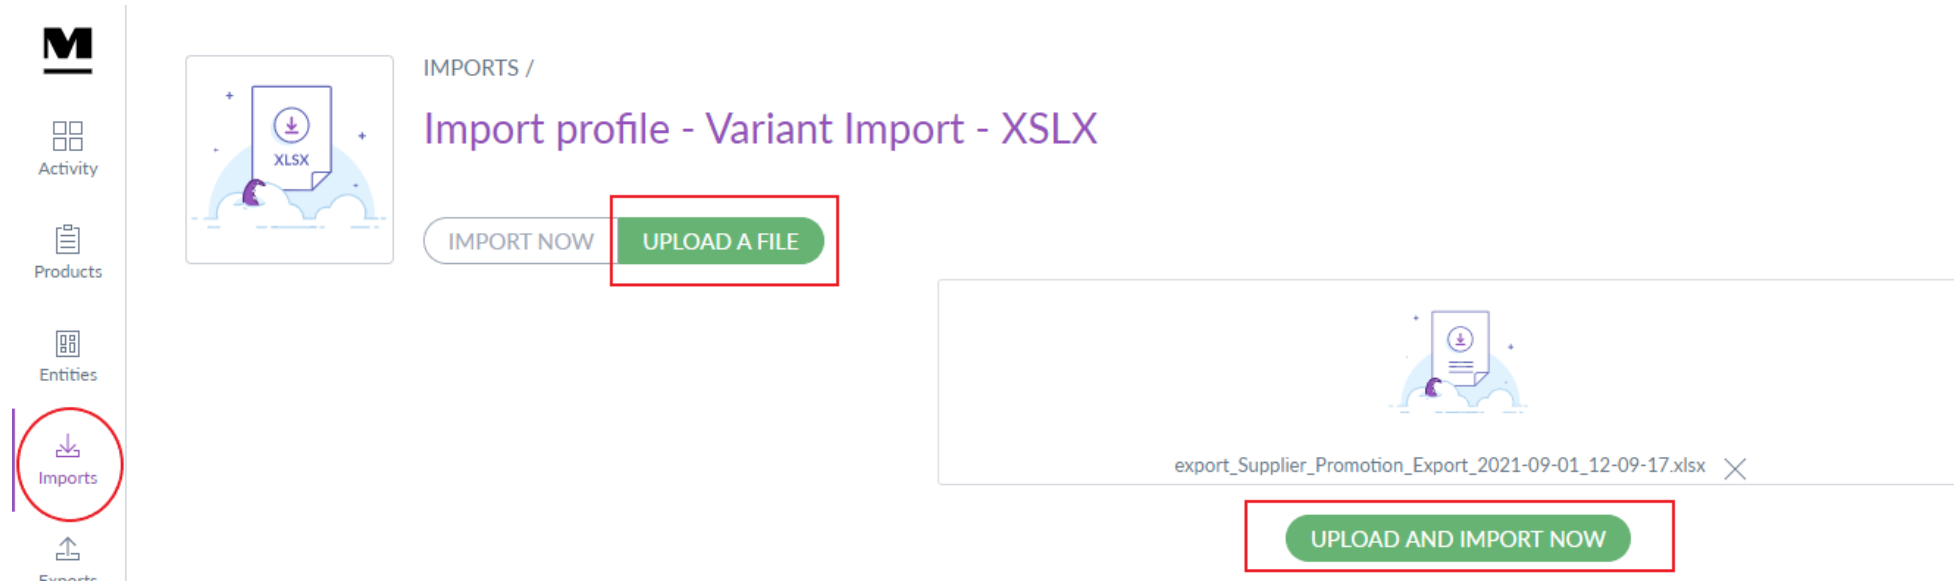 M
IMPORTS /
Import profile - Variant Import - XSLX
XLSX
IMPORT NOW
UPLOAD A FILE
Activity
Products
Entities
Imports
Exports
export_Supplier_Promotion_Export_2021-09-01_12-09-17.xlsx
UPLOAD AND IMPORT NOW